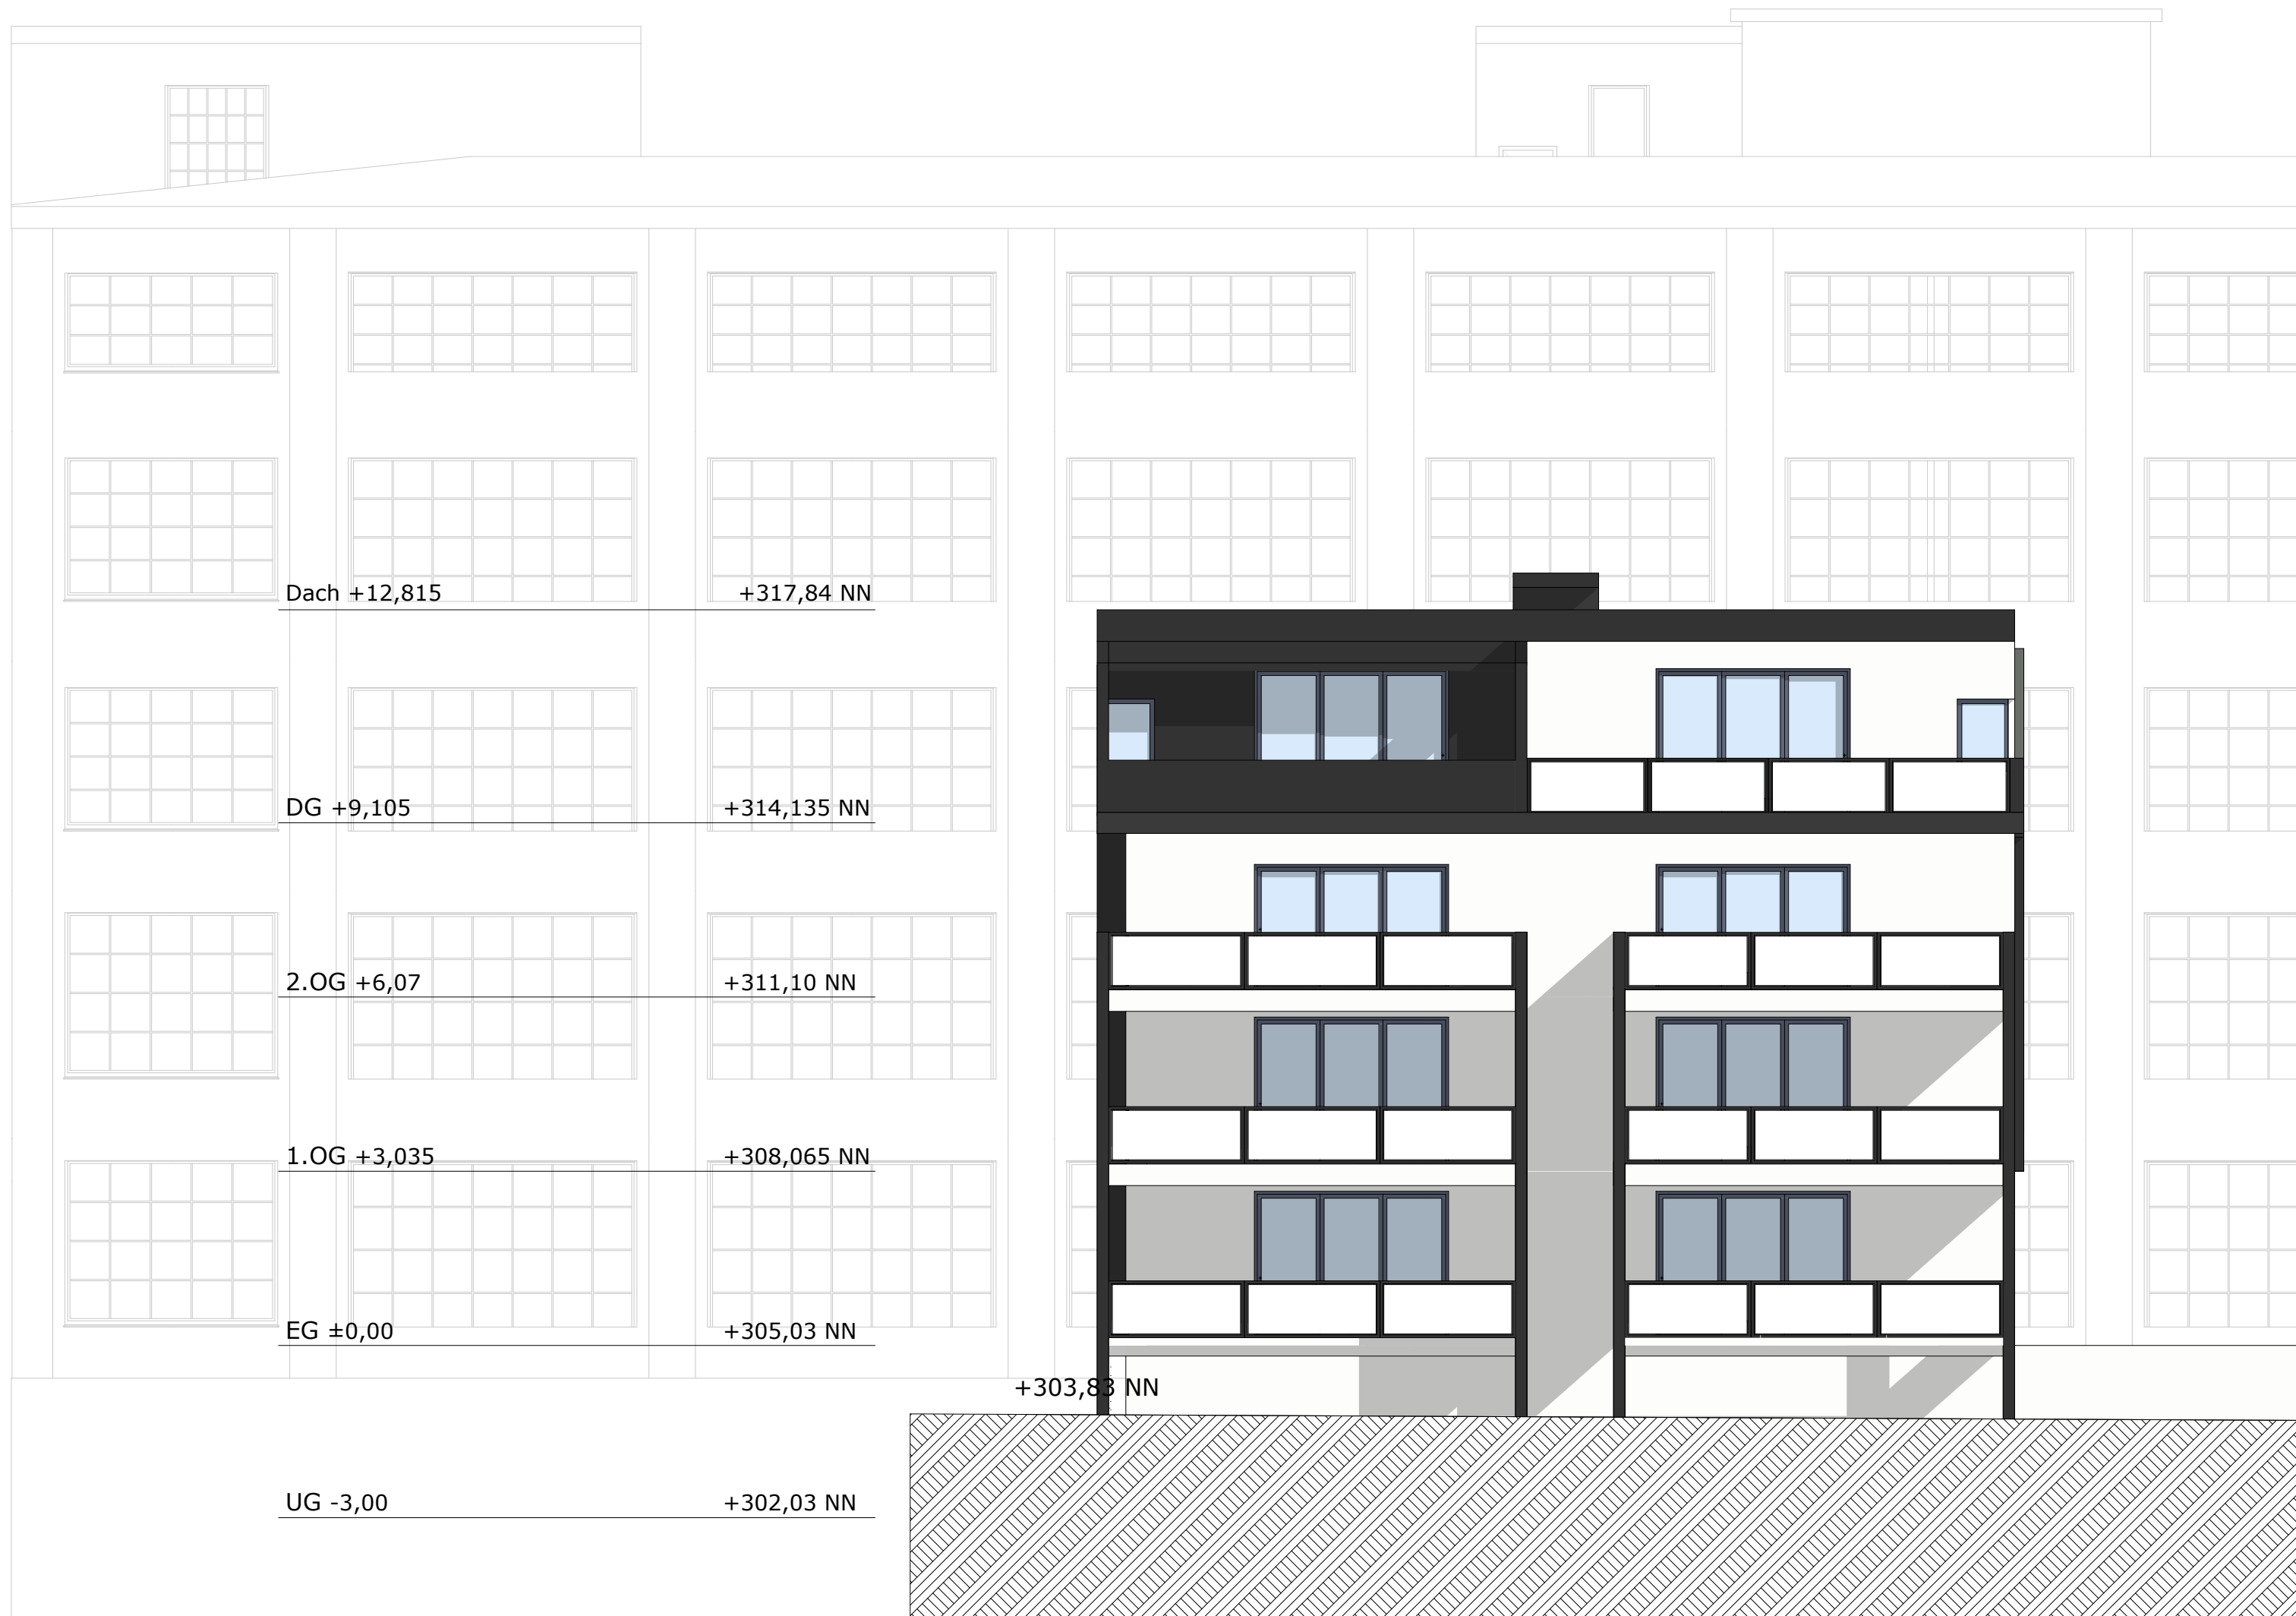 Dach +12,815 +317,84 NN
DG +9,105 +314,135 NN
2.OG +6,07 +311,10 NN
1.OG +3,035 +308,065 NN
EG ±0,00 +305,03 NN
+303,83 NN
UG -3,00 +302,03 NN